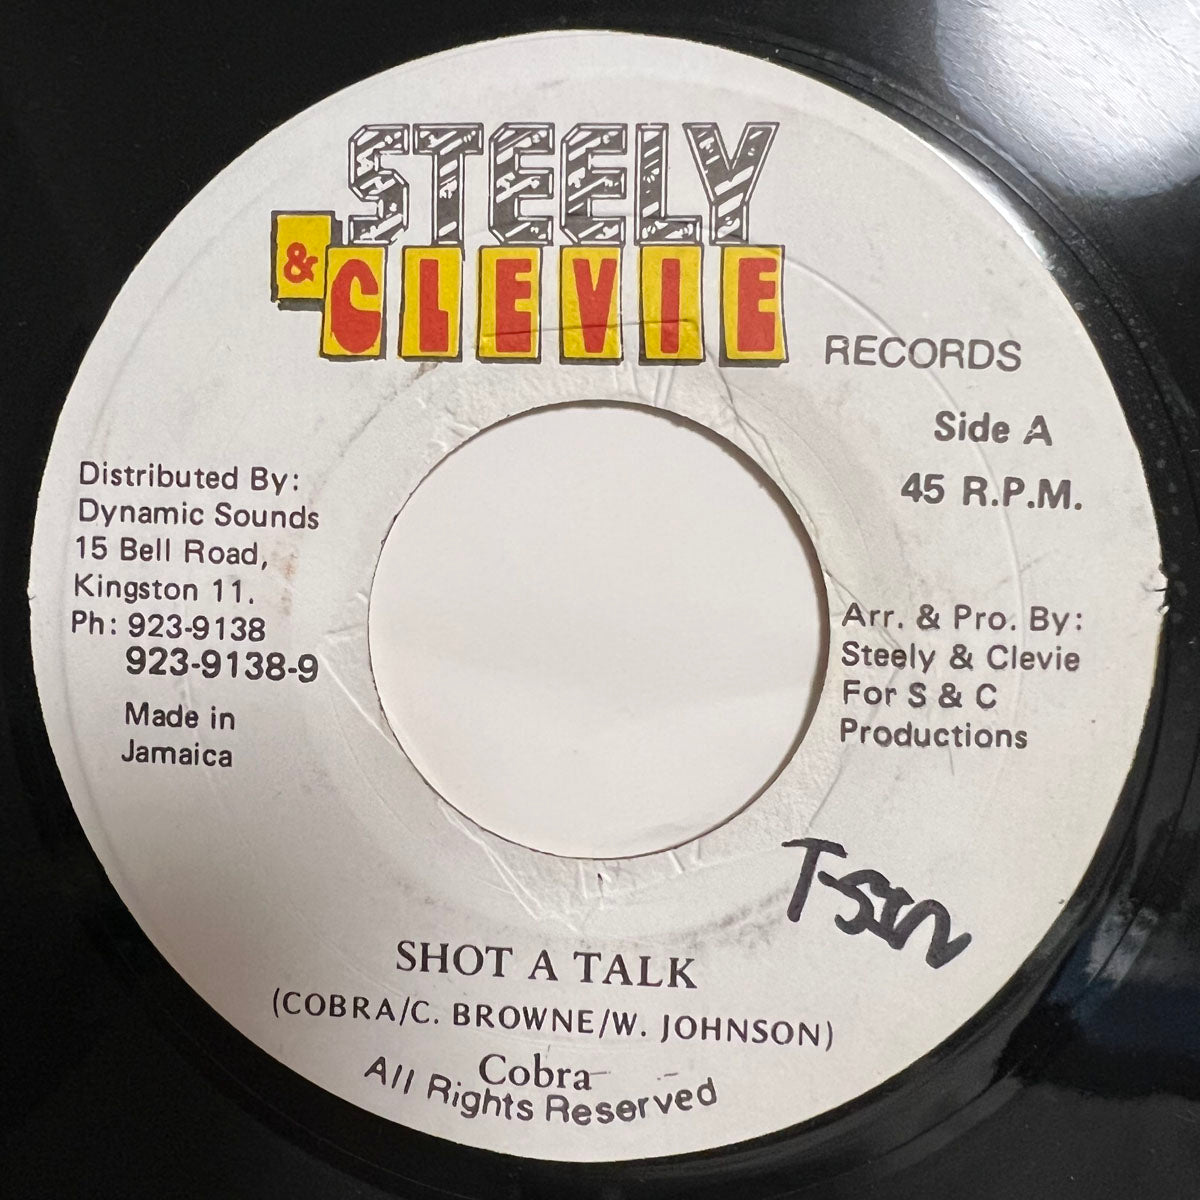 STEELY
& CLEVIE
RECORDS
Side A
45 R.P.M.
Distributed By:
Dynamic Sounds
15 Bell Road,
Kingston 11.
Ph: 923-9138
923-9138-9
Made in
Jamaica
Arr. & Pro. By:
Steely & Clevie
For S & C
Productions
SHOT A TALK
(COBRA/C. BROWNE/W. JOHNSON)
Cobra
All Rights Reserved